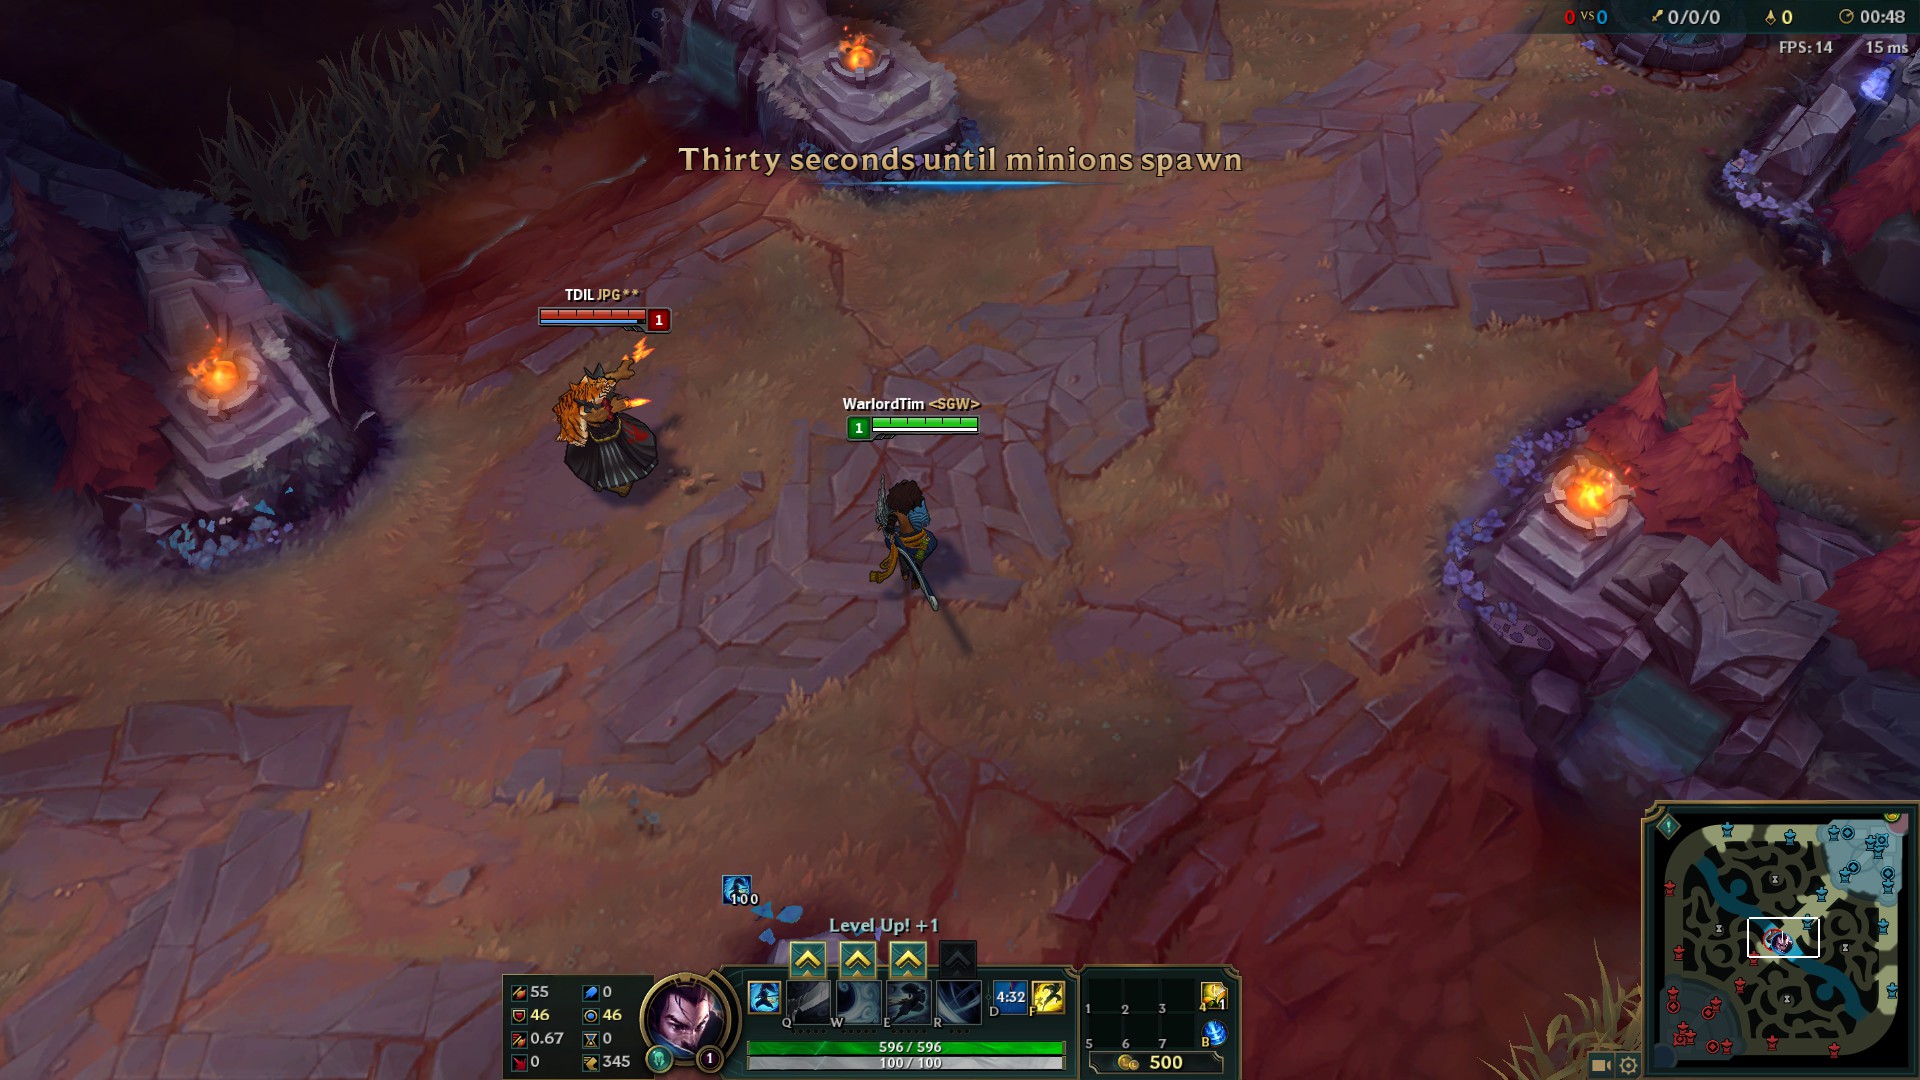 0 VS 0 0/0/0 0 00:48
FPS: 14 15 ms
Thirty seconds until minions spawn
TDIL JPG**
1
WarlordTim <SGW>
1
100
Level Up! +1
55 0
46 46
0.67 0
0 345
1
Q W E R
4:32
D F
596 / 596
100 / 100
1 2 3 4 1
5 6 7 B
500